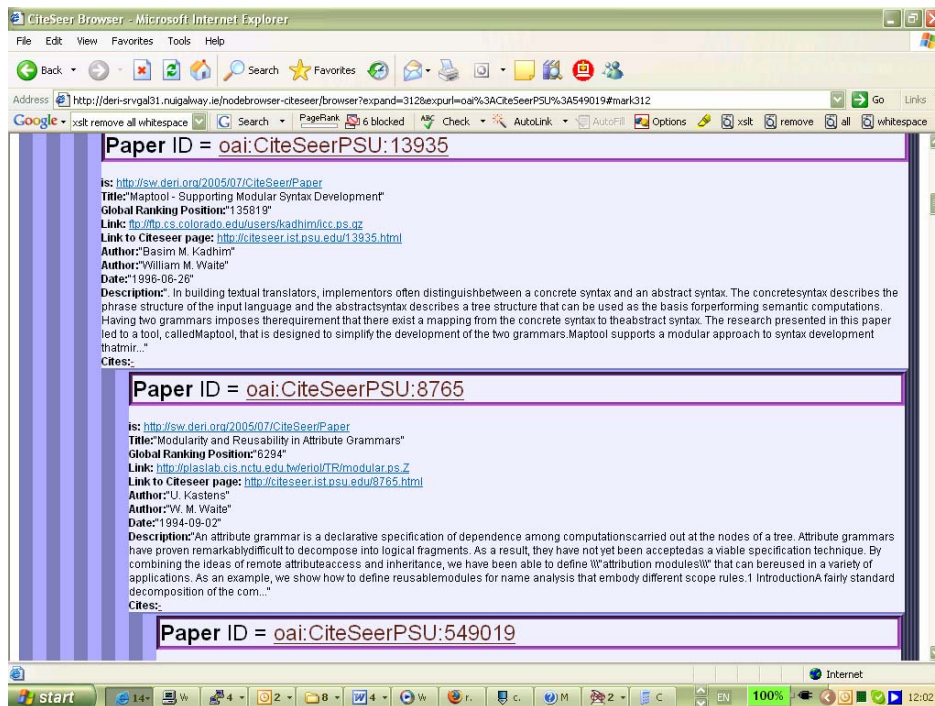 CiteSeer Browser - Microsoft Internet Explorer
File Edit View Favorites Tools Help
Back Search Favorites
Address http://deri-srvgal31.nuigalway.ie/nodebrowser-citeseer/browser?expand=312&expurl=oai%3ACiteSeerPSU%3A549019#mark312 Go Links
Google xslt remove all whitespace Search PageRank 6 blocked Check AutoLink AutoFill Options xslt remove all whitespace
Paper ID = oai:CiteSeerPSU:13935
is: http://sw.deri.org/2005/07/CiteSeer/Paper
Title:"Maptool - Supporting Modular Syntax Development"
Global Ranking Position:"135819"
Link: ftp://ftp.cs.colorado.edu/users/kadhim/icc.ps.gz
Link to Citeseer page: http://citeseer.ist.psu.edu/13935.html
Author:"Basim M. Kadhim"
Author:"William M. Waite"
Date:"1996-06-26"
Description:". In building textual translators, implementors often distinguishbetween a concrete syntax and an abstract syntax. The concretesyntax describes the
phrase structure of the input language and the abstractsyntax describes a tree structure that can be used as the basis forperforming semantic computations.
Having two grammars imposes the requirement that there exist a mapping from the concrete syntax to theabstract syntax. The research presented in this paper
led to a tool, calledMaptool, that is designed to simplify the development of the two grammars.Maptool supports a modular approach to syntax development
thatmir..."
Cites:-
Paper ID = oai:CiteSeerPSU:8765
is: http://sw.deri.org/2005/07/CiteSeer/Paper
Title:"Modularity and Reusability in Attribute Grammars"
Global Ranking Position:"6294"
Link: http://plaslab.cis.nctu.edu.tw/eriol/TR/modular.ps.Z
Link to Citeseer page: http://citeseer.ist.psu.edu/8765.html
Author:"U. Kastens"
Author:"W. M. Waite"
Date:"1994-09-02"
Description:"An attribute grammar is a declarative specification of dependence among computationscarried out at the nodes of a tree. Attribute grammars
have proven remarkablydifficult to decompose into logical fragments. As a result, they have not yet been acceptedas a viable specification technique. By
combining the ideas of remote attributeaccess and inheritance, we have been able to define \\\"attribution modules\\\" that can bereused in a variety of
applications. As an example, we show how to define reusablemodules for name analysis that embody different scope rules.1 IntroductionA fairly standard
decomposition of the com..."
Cites:-
Paper ID = oai:CiteSeerPSU:549019
Internet
start 14 W 4 2 8 4 W r. c. M 2 C EN 100% 12:02